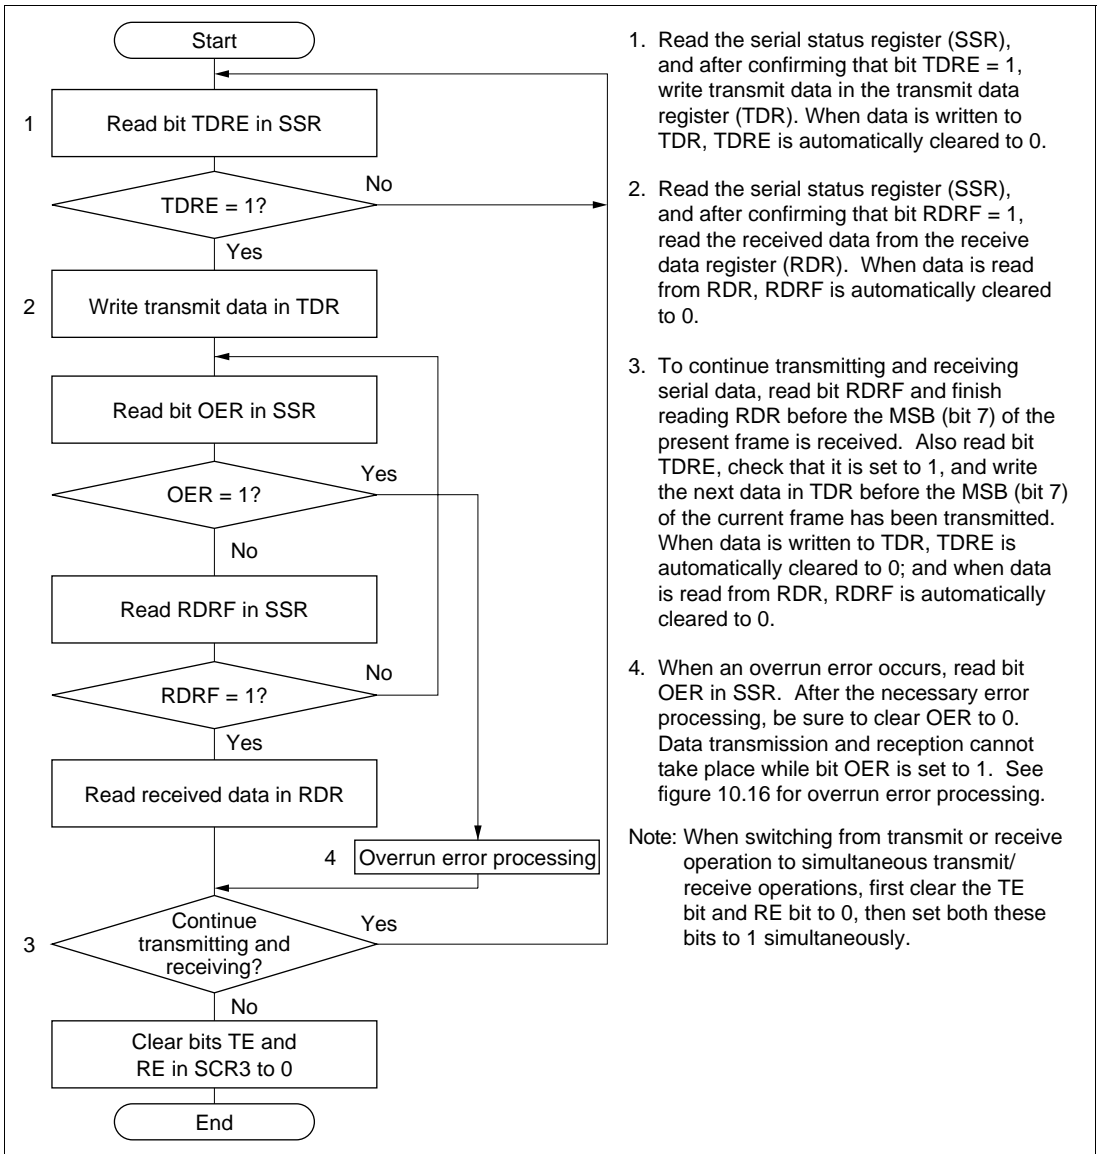 Start
1
Read bit TDRE in SSR
TDRE = 1?
No
Yes
2
Write transmit data in TDR
Read bit OER in SSR
OER = 1?
Yes
No
Read RDRF in SSR
RDRF = 1?
No
Yes
Read received data in RDR
4
Overrun error processing
3
Continue
transmitting and
receiving?
Yes
No
Clear bits TE and
RE in SCR3 to 0
End
1. Read the serial status register (SSR),
and after confirming that bit TDRE = 1,
write transmit data in the transmit data
register (TDR). When data is written to
TDR, TDRE is automatically cleared to 0.
2. Read the serial status register (SSR),
and after confirming that bit RDRF = 1,
read the received data from the receive
data register (RDR). When data is read
from RDR, RDRF is automatically cleared
to 0.
3. To continue transmitting and receiving
serial data, read bit RDRF and finish
reading RDR before the MSB (bit 7) of the
present frame is received. Also read bit
TDRE, check that it is set to 1, and write
the next data in TDR before the MSB (bit 7)
of the current frame has been transmitted.
When data is written to TDR, TDRE is
automatically cleared to 0; and when data
is read from RDR, RDRF is automatically
cleared to 0.
4. When an overrun error occurs, read bit
OER in SSR. After the necessary error
processing, be sure to clear OER to 0.
Data transmission and reception cannot
take place while bit OER is set to 1. See
figure 10.16 for overrun error processing.
Note: When switching from transmit or receive
operation to simultaneous transmit/
receive operations, first clear the TE
bit and RE bit to 0, then set both these
bits to 1 simultaneously.